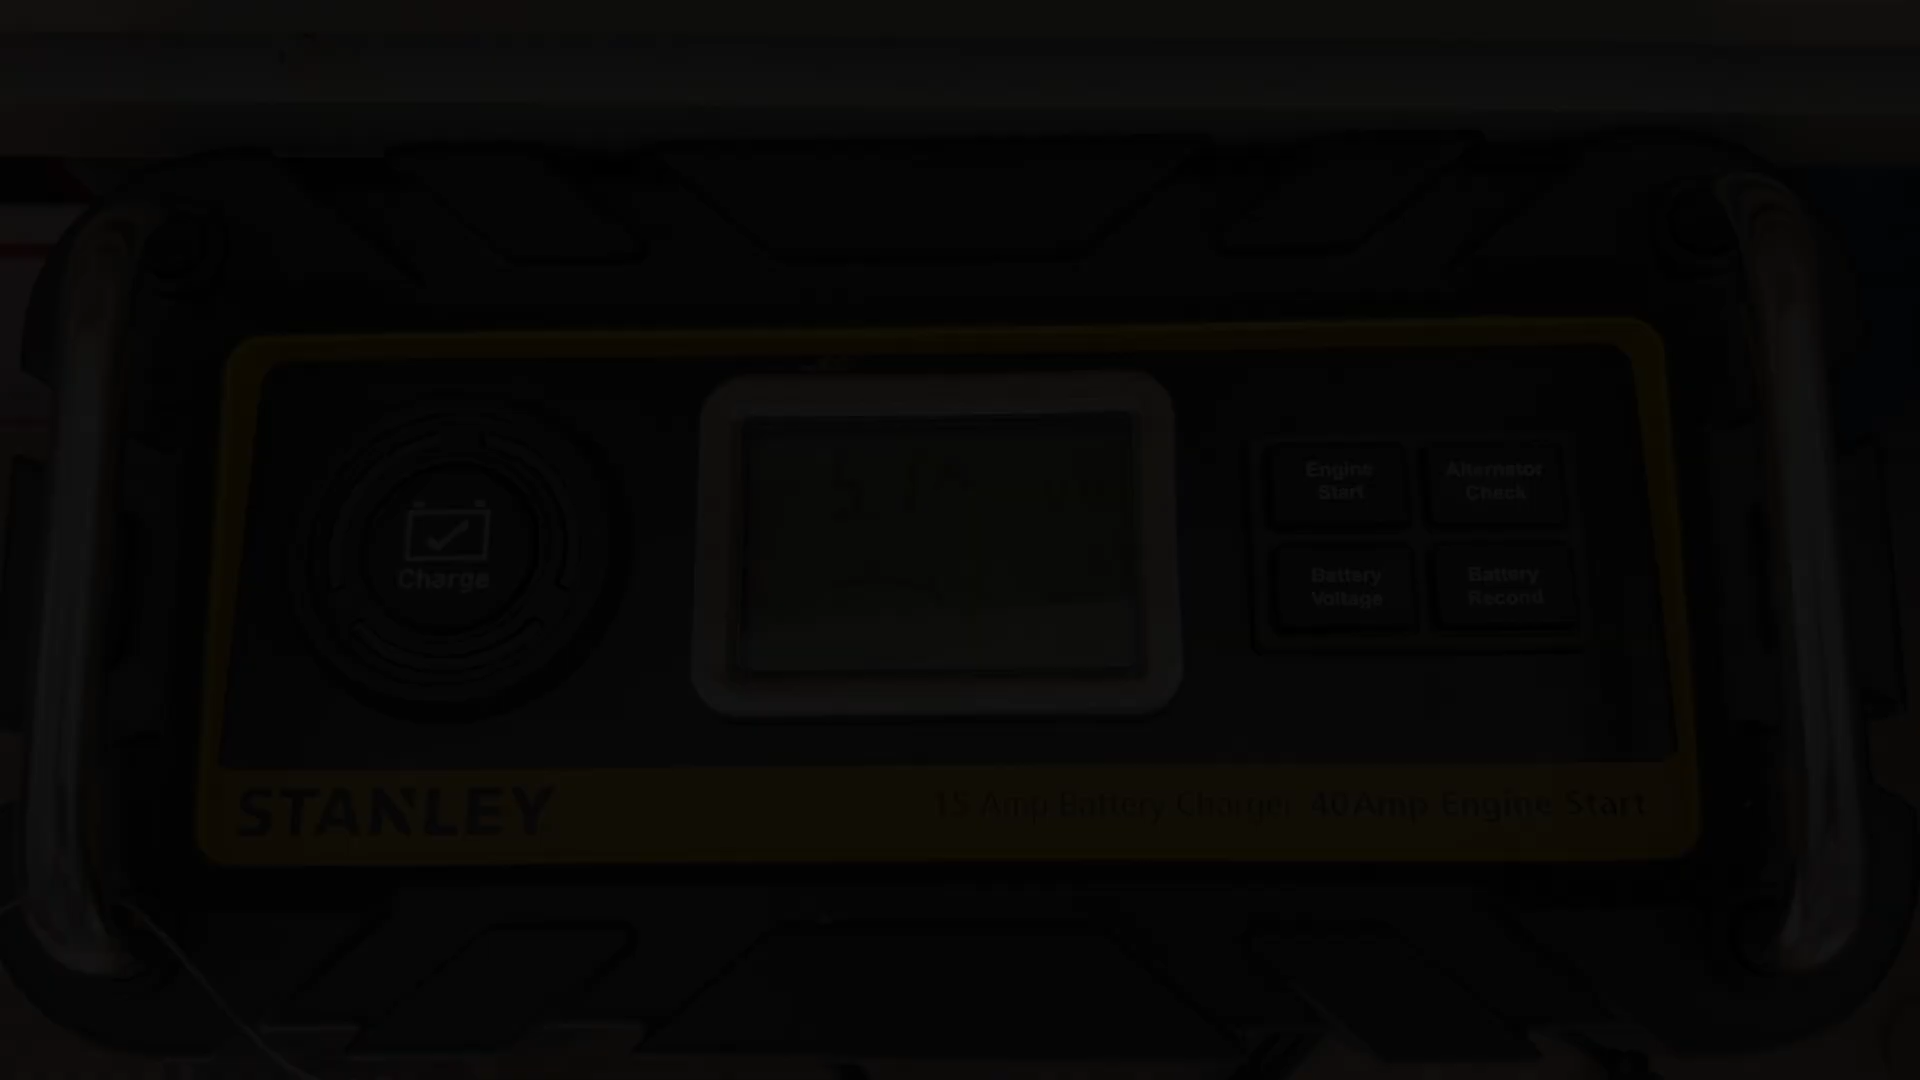 Charge
Engine
Start
Alternator
Check
Battery
Voltage
Battery
Recond
STANLEY
15 Amp Battery Charger 40 Amp Engine Start